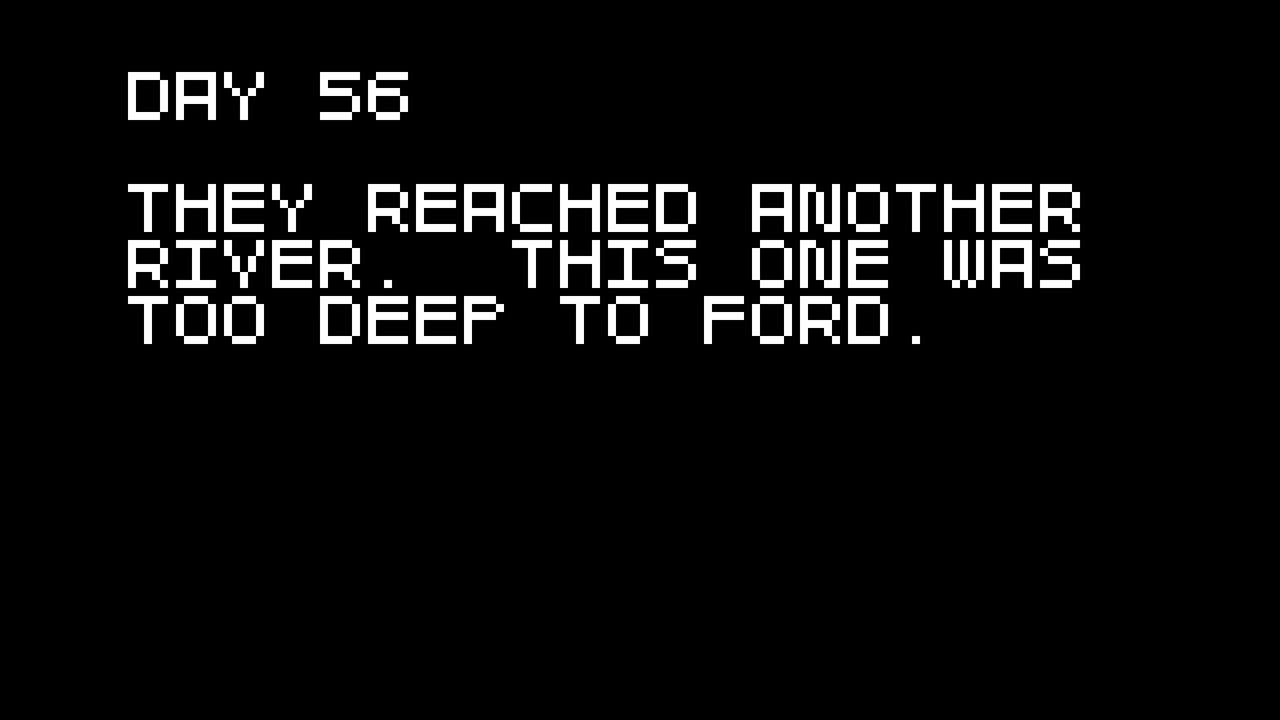 DAY 56
THEY REACHED ANOTHER
RIVER.  THIS ONE WAS
TOO DEEP TO FORD.